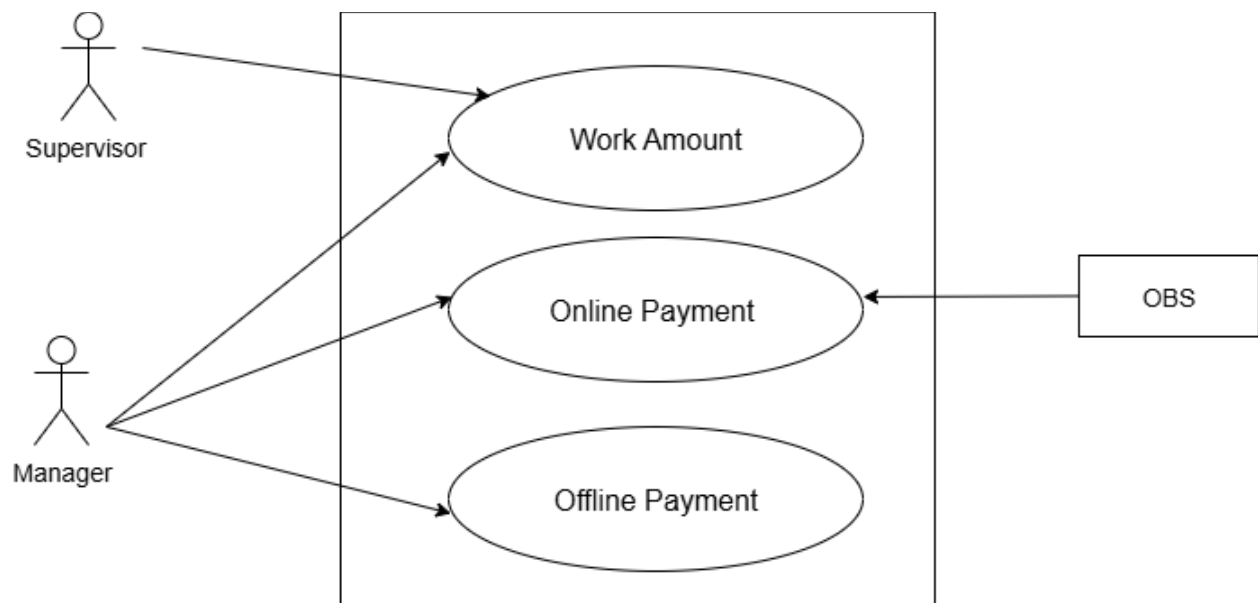 Supervisor
Work Amount
Online Payment
OBS
Manager
Offline Payment